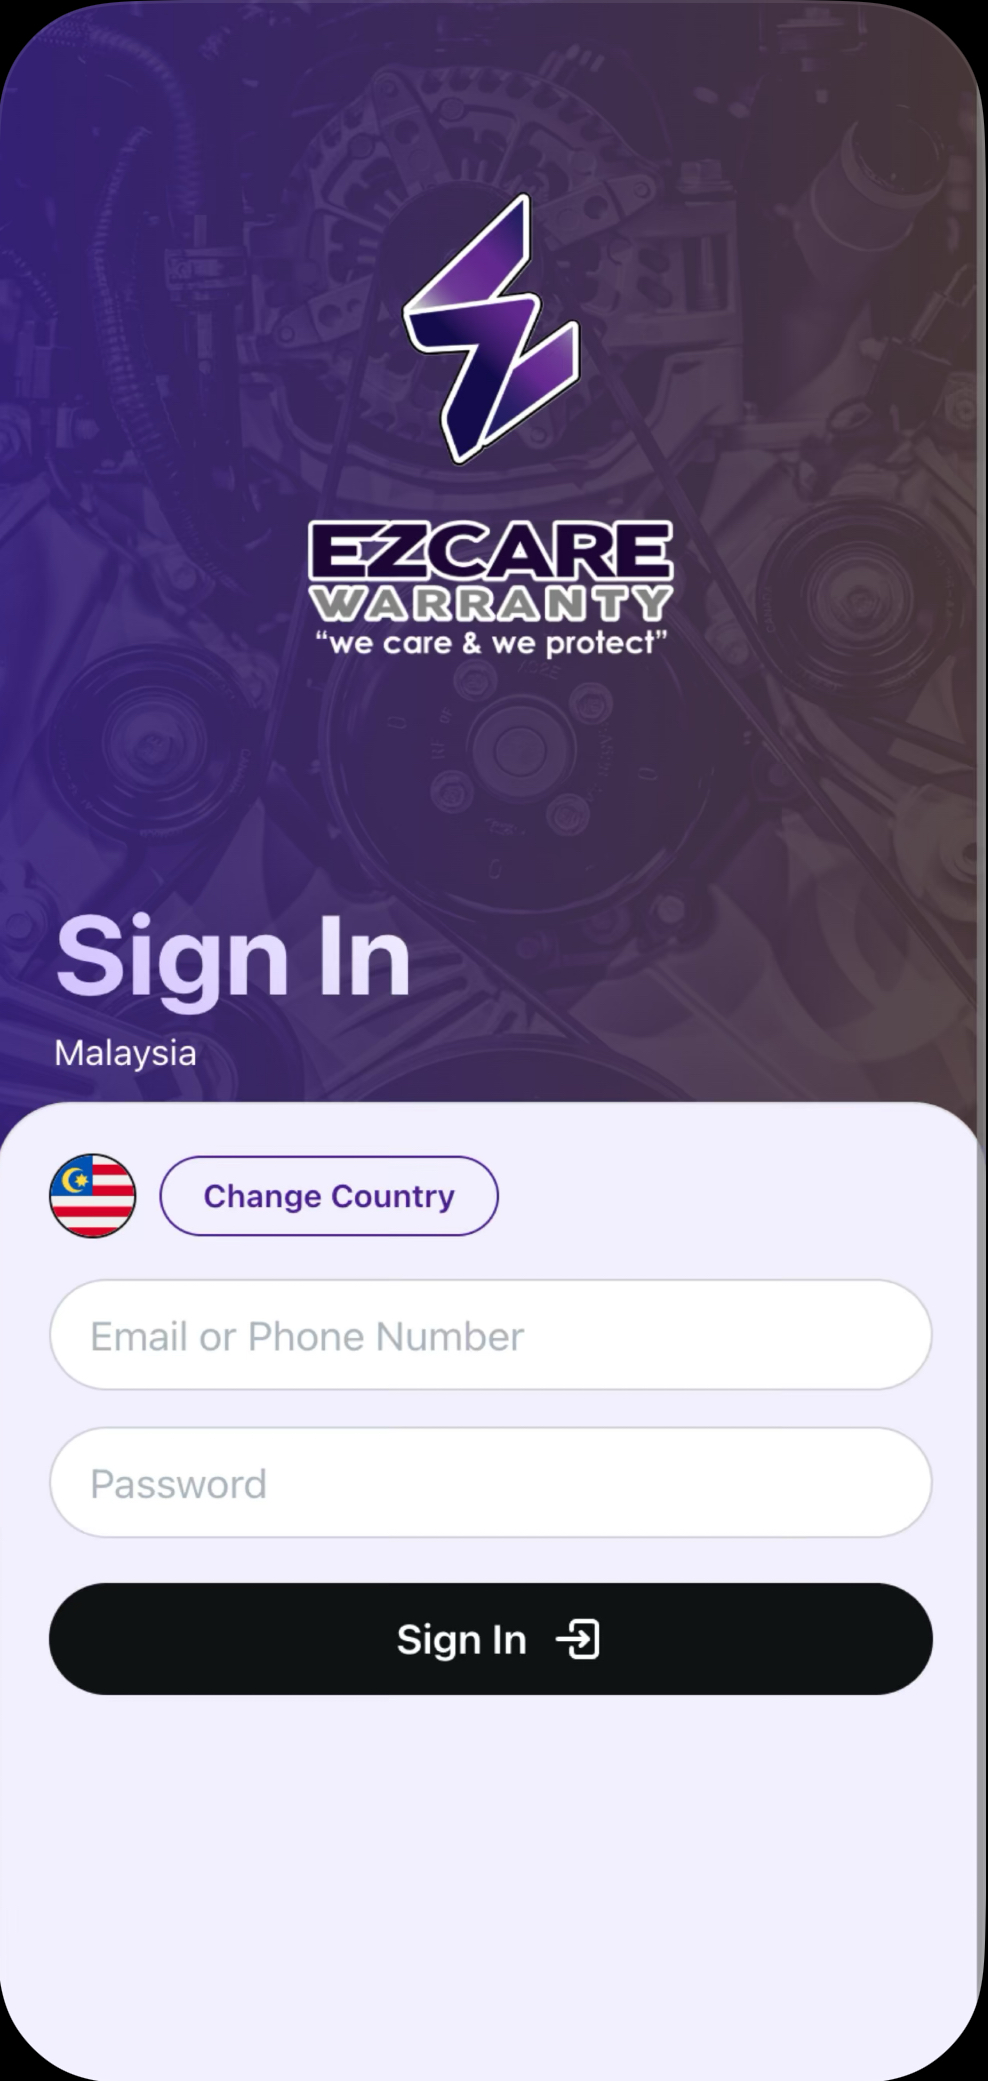 EZCARE
WARRANTY
“we care & we protect”
Sign In
Malaysia
Change Country
Email or Phone Number
Password
Sign In